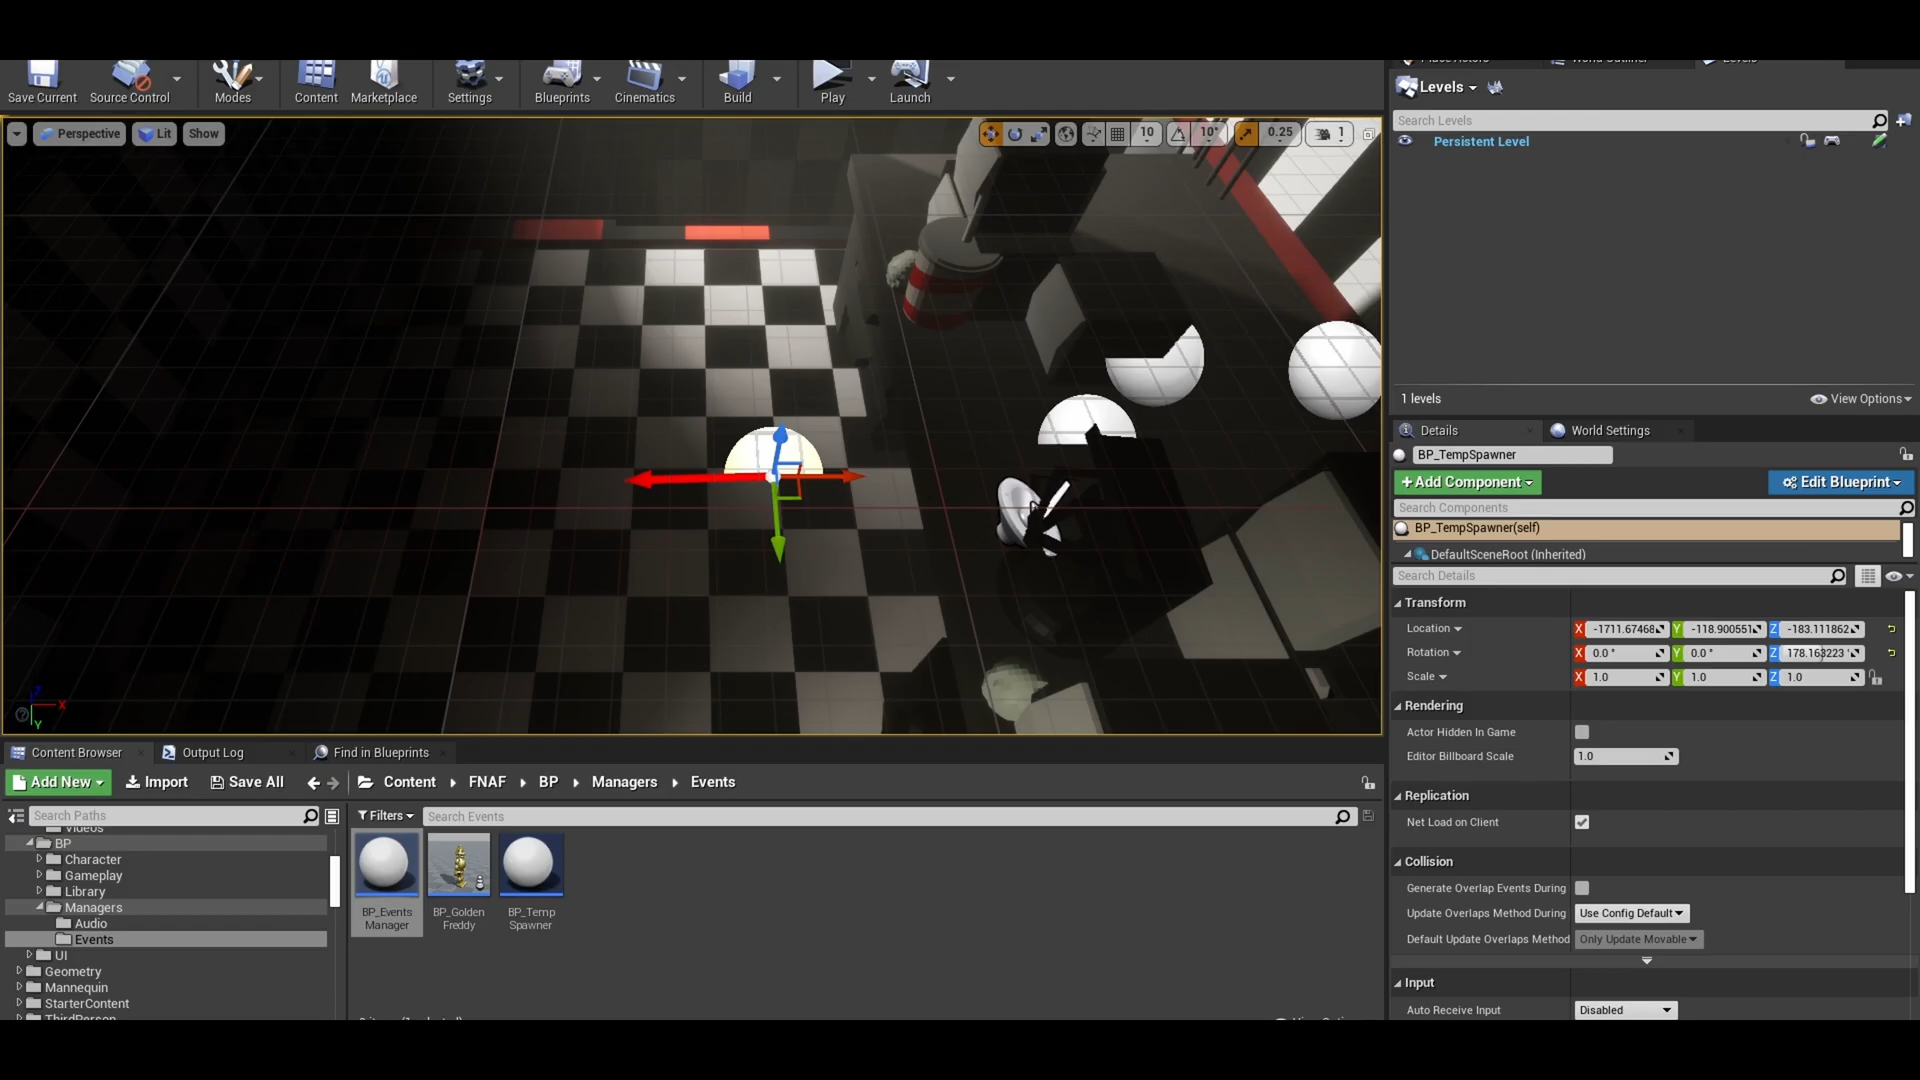 Save Current
Source Control
Modes
Content
Marketplace
Settings
Blueprints
Cinematics
Build
Play
Launch
Perspective
Lit
Show
10
10°
0.25
1
Levels
Search Levels
Persistent Level
1 levels
View Options
Details
World Settings
BP_TempSpawner
+Add Component
Edit Blueprint
Search Components
BP_TempSpawner(self)
DefaultSceneRoot (Inherited)
Search Details
Transform
Location
X -1711.67468 Y -118.900551 Z -183.111862
Rotation
X 0.0 ° Y 0.0 ° Z 178.163223 °
Scale
X 1.0 Y 1.0 Z 1.0
Rendering
Actor Hidden In Game
Editor Billboard Scale 1.0
Replication
Net Load on Client
Collision
Generate Overlap Events During
Update Overlaps Method During Use Config Default
Default Update Overlaps Method Only Update Movable
Input
Auto Receive Input Disabled
Z
X
Y
Content Browser
Output Log
Find in Blueprints
Add New
Import
Save All
Content
FNAF
BP
Managers
Events
Search Paths
Filters
Search Events
Videos
BP
Character
Gameplay
Library
Managers
Audio
Events
UI
Geometry
Mannequin
StarterContent
ThirdPerson
BP_Events
Manager
BP_Golden
Freddy
BP_Temp
Spawner